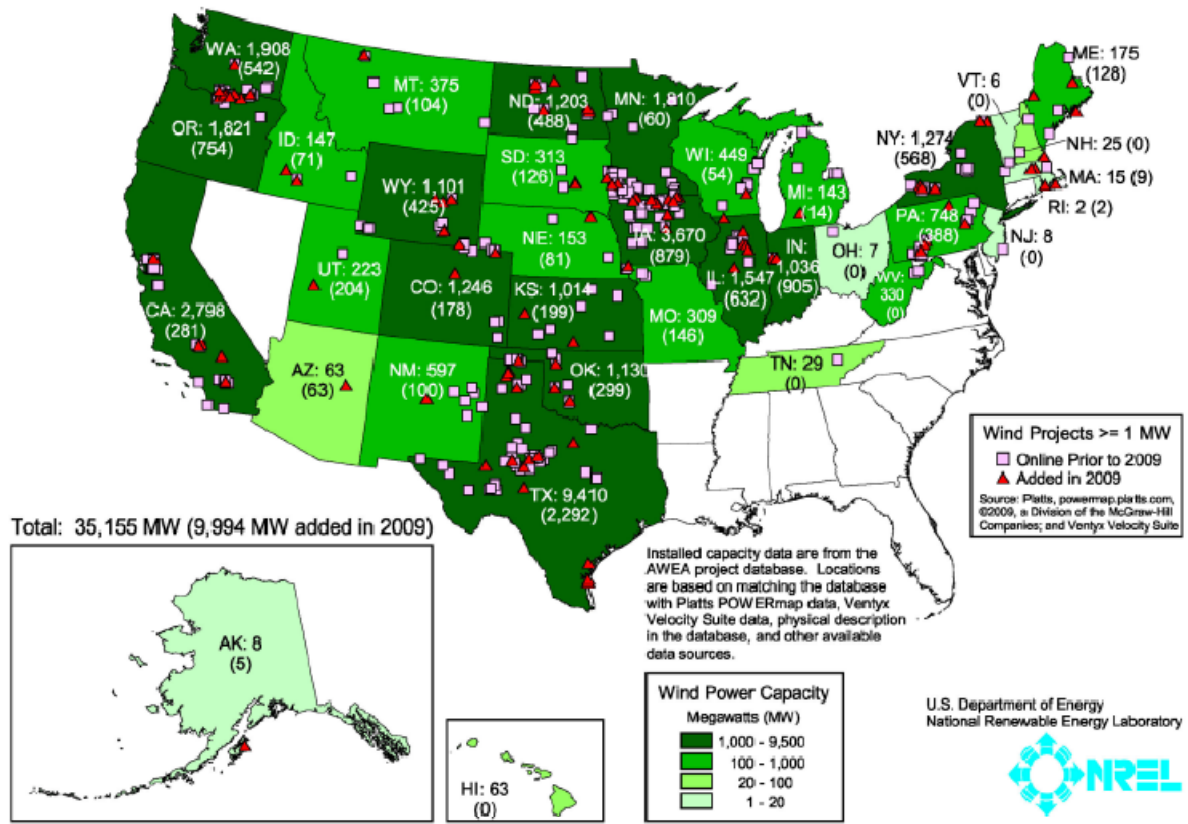 WA: 1,908
(542)
MT: 375
(104)
ND: 1,203
(488)
MN: 1,810
(60)
VT: 6
(0)
ME: 175
(128)
OR: 1,821
(754)
ID: 147
(71)
WY: 1,101
(425)
SD: 313
(126)
WI: 449
(54)
MI: 143
(14)
NY: 1,274
(568)
NH: 25 (0)
MA: 15 (9)
RI: 2 (2)
NE: 153
(81)
IA: 3,670
(879)
IL: 1,547
(632)
IN:
1,036
(905)
OH: 7
(0)
PA: 748
(388)
NJ: 8
(0)
WV:
330
(0)
CA: 2,798
(281)
UT: 223
(204)
CO: 1,246
(178)
KS: 1,014
(199)
MO: 309
(146)
AZ: 63
(63)
NM: 597
(100)
OK: 1,130
(299)
TN: 29
(0)
TX: 9,410
(2,292)
Wind Projects >= 1 MW
Online Prior to 2009
Added in 2009
Source: Platts, powermap.platts.com,
©2009, a Division of the McGraw-Hill
Companies; and Ventyx Velocity Suite
Total: 35,155 MW (9,994 MW added in 2009)
AK: 8
(5)
HI: 63
(0)
Installed capacity data are from the
AWEA project database. Locations
are based on matching the database
with Platts POWERmap data, Ventyx
Velocity Suite data, physical description
in the database, and other available
data sources.
Wind Power Capacity
Megawatts (MW)
1,000 - 9,500
100 - 1,000
20 - 100
1 - 20
U.S. Department of Energy
National Renewable Energy Laboratory
NREL